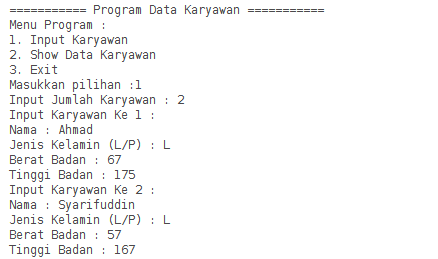 =========== Program Data Karyawan ===========
Menu Program :
1. Input Karyawan
2. Show Data Karyawan
3. Exit
Masukkan pilihan :1
Input Jumlah Karyawan : 2
Input Karyawan Ke 1 :
Nama : Ahmad
Jenis Kelamin (L/P) : L
Berat Badan : 67
Tinggi Badan : 175
Input Karyawan Ke 2 :
Nama : Syarifuddin
Jenis Kelamin (L/P) : L
Berat Badan : 57
Tinggi Badan : 167